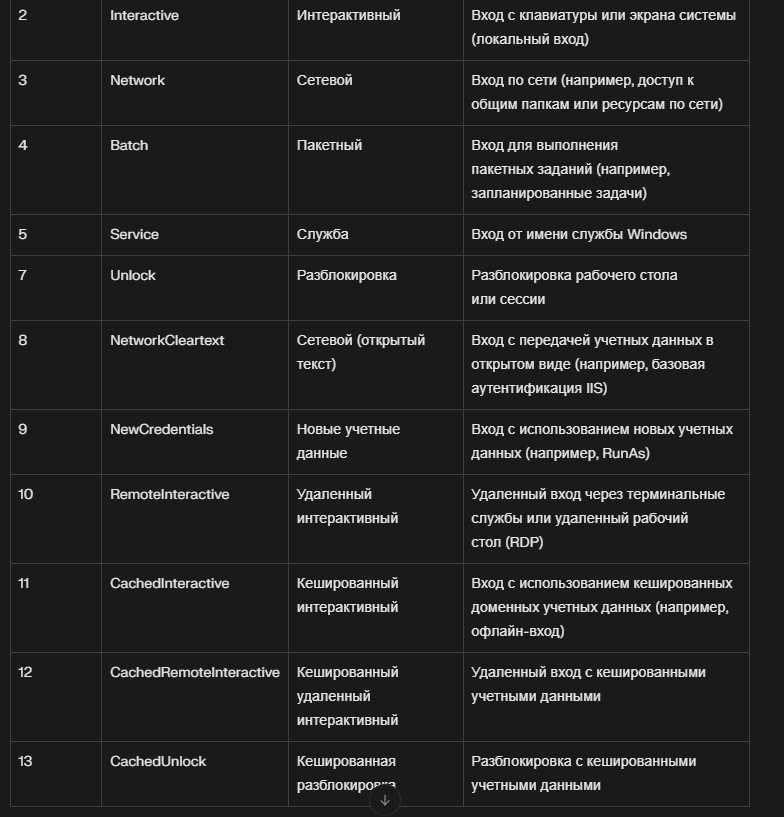 2 Interactive Интерактивный Вход с клавиатуры или экрана системы
(локальный вход)
3 Network Сетевой Вход по сети (например, доступ к
общим папкам или ресурсам по сети)
4 Batch Пакетный Вход для выполнения
пакетных заданий (например,
запланированные задачи)
5 Service Служба Вход от имени службы Windows
7 Unlock Разблокировка Разблокировка рабочего стола
или сессии
8 NetworkCleartext Сетевой (открытый Вход с передачей учетных данных в
текст) открытом виде (например, базовая
аутентификация IIS)
9 NewCredentials Новые учетные Вход с использованием новых учетных
данные данных (например, RunAs)
10 RemoteInteractive Удаленный Удаленный вход через терминальные
интерактивный службы или удаленный рабочий
стол (RDP)
11 CachedInteractive Кешированный Вход с использованием кешированных
интерактивный доменных учетных данных (например,
офлайн-вход)
12 CachedRemoteInteractive Кешированный Удаленный вход с кешированными
удаленный учетными данными
интерактивный
13 CachedUnlock Кешированная Разблокировка с кешированными
разблокировка учетными данными